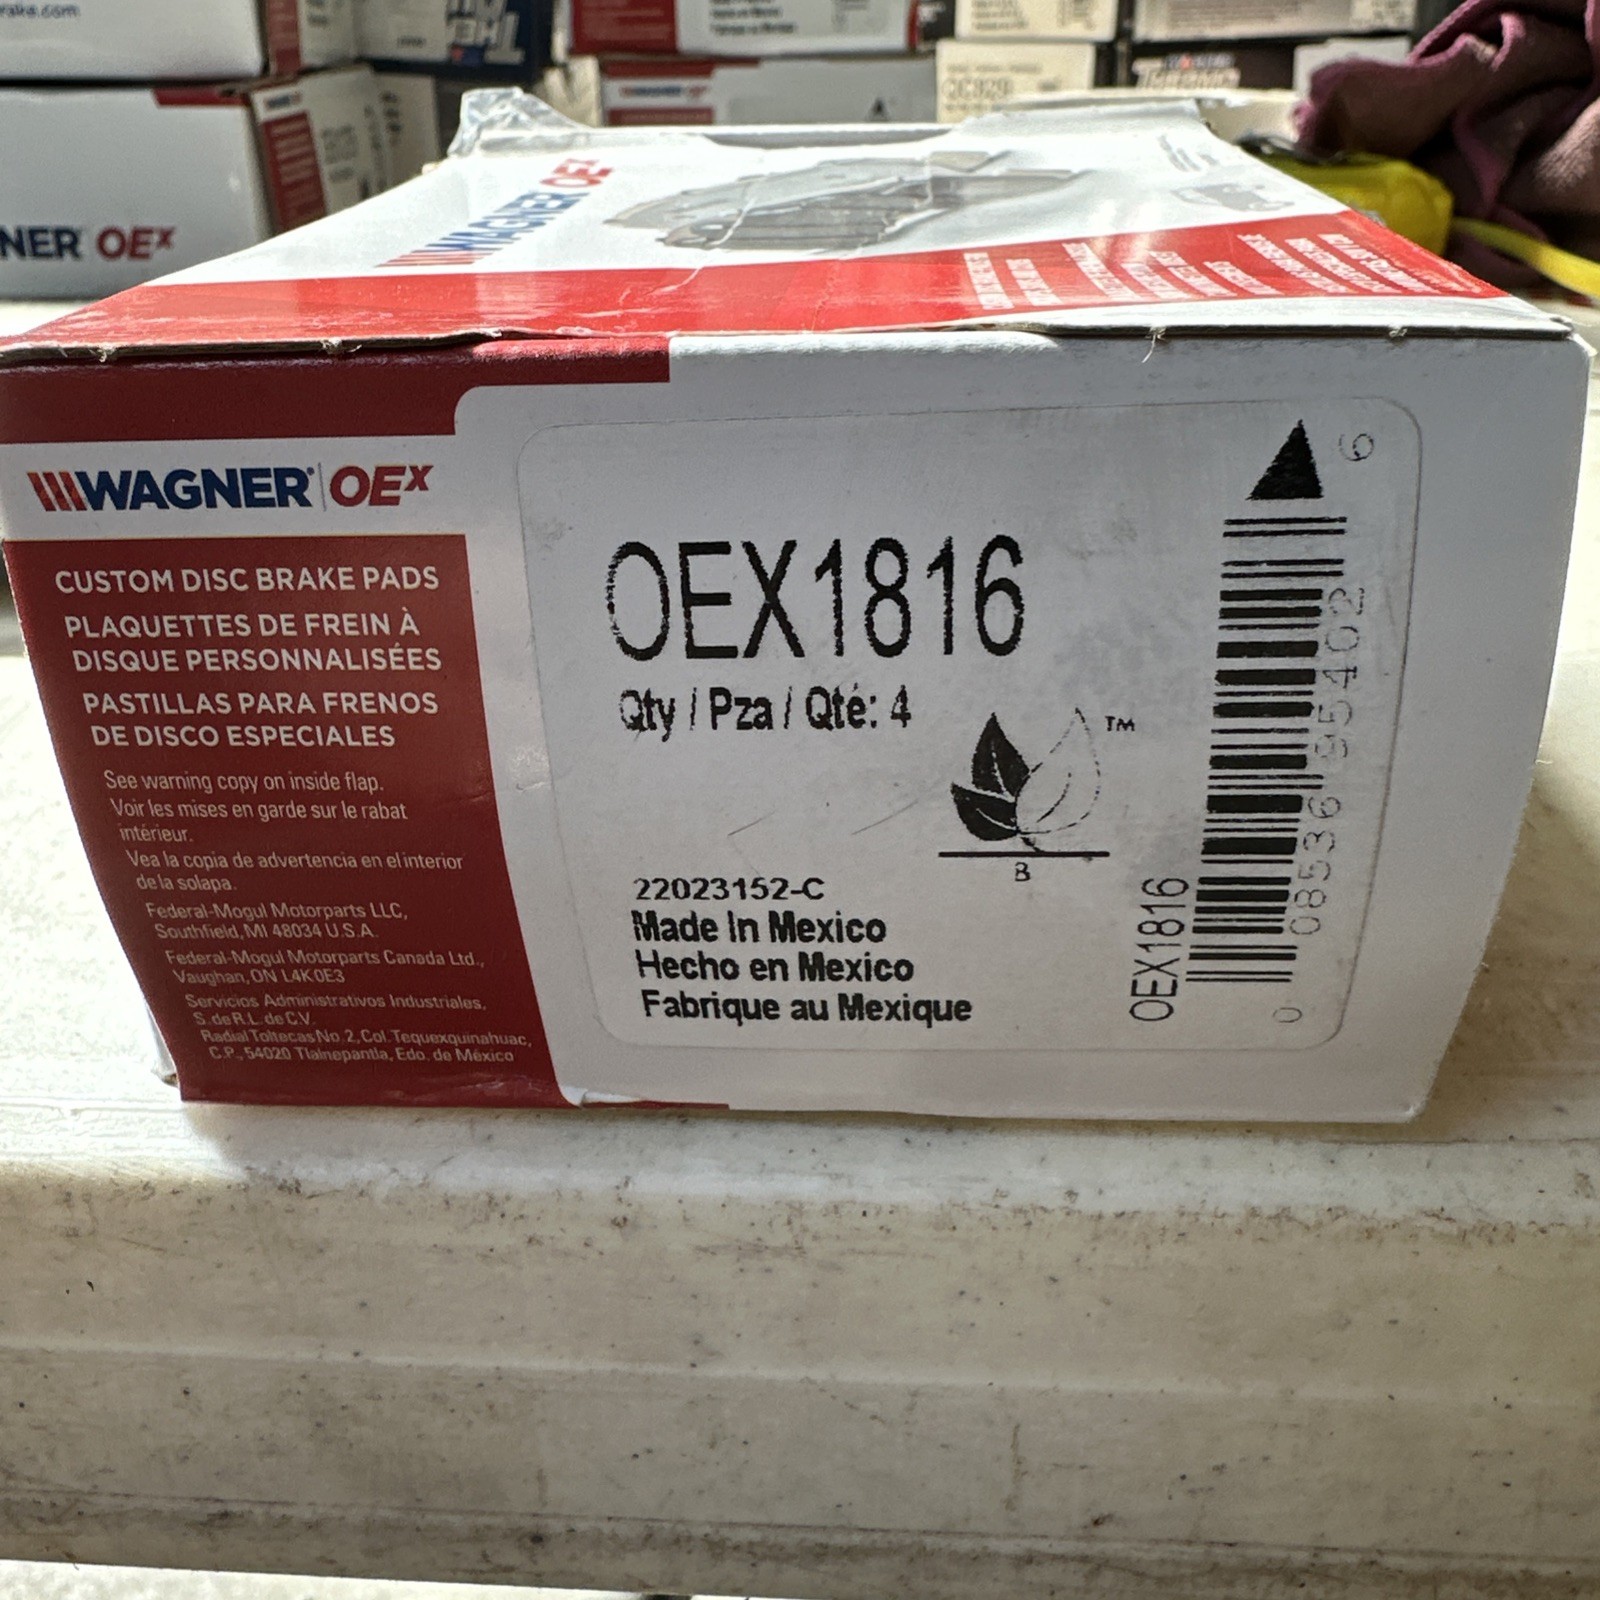 NER OEX
WAGNER OEX
QC929
WAGNER OEX
WAGNER OEX
CUSTOM DISC BRAKE PADS
PLAQUETTES DE FREIN À
DISQUE PERSONNALISÉES
PASTILLAS PARA FRENOS
DE DISCO ESPECIALES
See warning copy on inside flap.
Voir les mises en garde sur le rabat
intérieur.
Vea la copia de advertencia en el interior
de la solapa.
Federal-Mogul Motorparts LLC,
Southfield, MI 48034 U.S.A.
Federal-Mogul Motorparts Canada Ltd.,
Vaughan, ON L4K 0E3
Servicios Administrativos Industriales,
S. de R.L. de C.V.
Radial Toltecas No. 2, Col. Tequexquinahuac,
C.P., 54020 Tlalnepantla, Edo. de México
OEX1816
Qty / Pza / Qté: 4
TM
B
22023152-C
Made In Mexico
Hecho en Mexico
Fabrique au Mexique
OEX1816
0 08536 95402 6